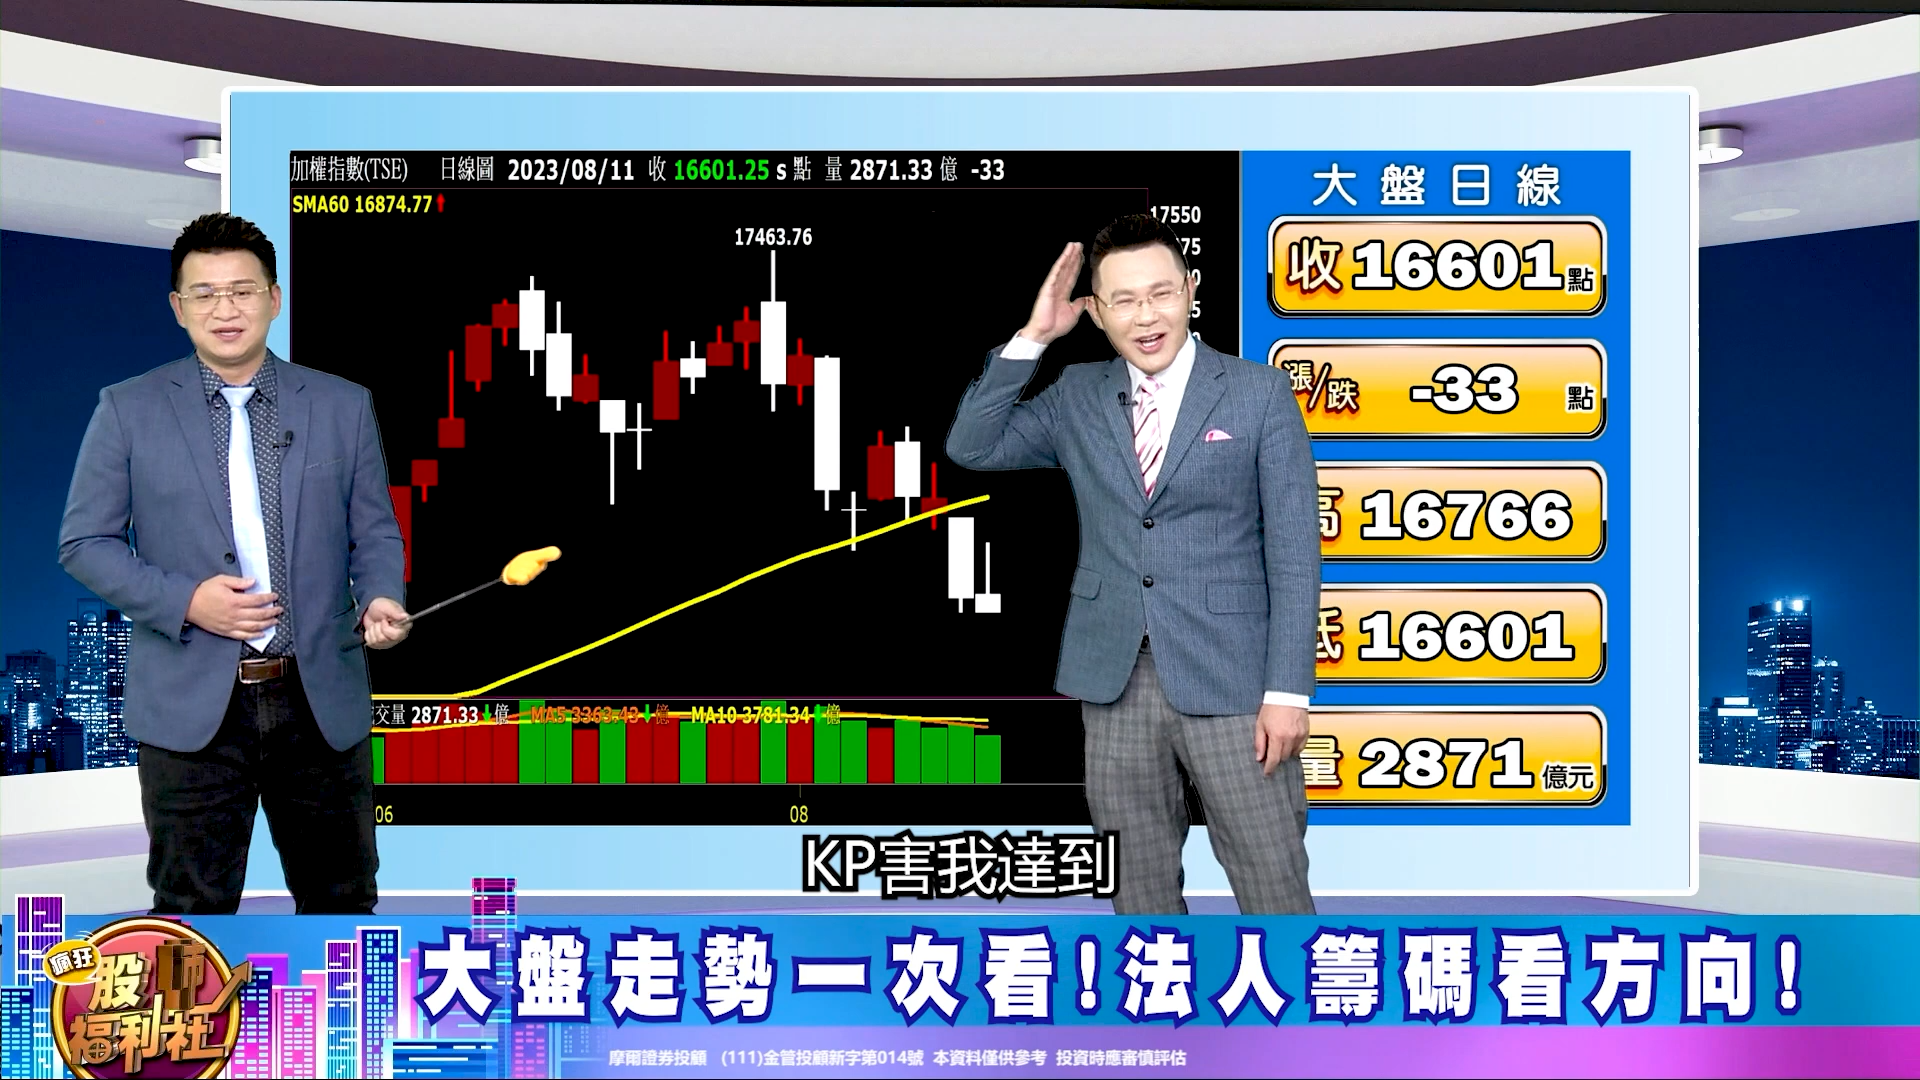 加權指數(TSE) 日線圖 2023/08/11 收 16601.25 s 點 量 2871.33 億 -33
SMA60 16874.77
17550
17463.76
大盤日線
收 16601 點
漲/跌 -33 點
高 16766
低 16601
量 2871 億元
交量 2871.33 億 MA5 3363.43 億 MA10 3781.34 億
06
08
KP害我達到
大盤走勢一次看!法人籌碼看方向!
瘋狂
股市
福利社
摩爾證券投顧 (111)金管投顧新字第014號 本資料僅供參考 投資時應審慎評估